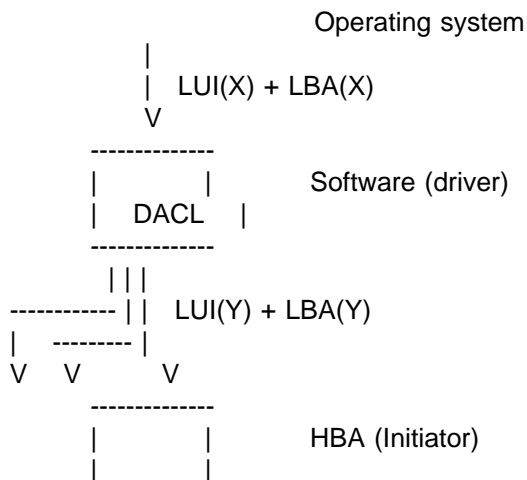 Operating system
|
| LUI(X) + LBA(X)
V
--------------
| |
Software (driver)
| DACL |
--------------
| | |
------------ | | LUI(Y) + LBA(Y)
| --------- |
V V V
--------------
| | HBA (Initiator)
| |